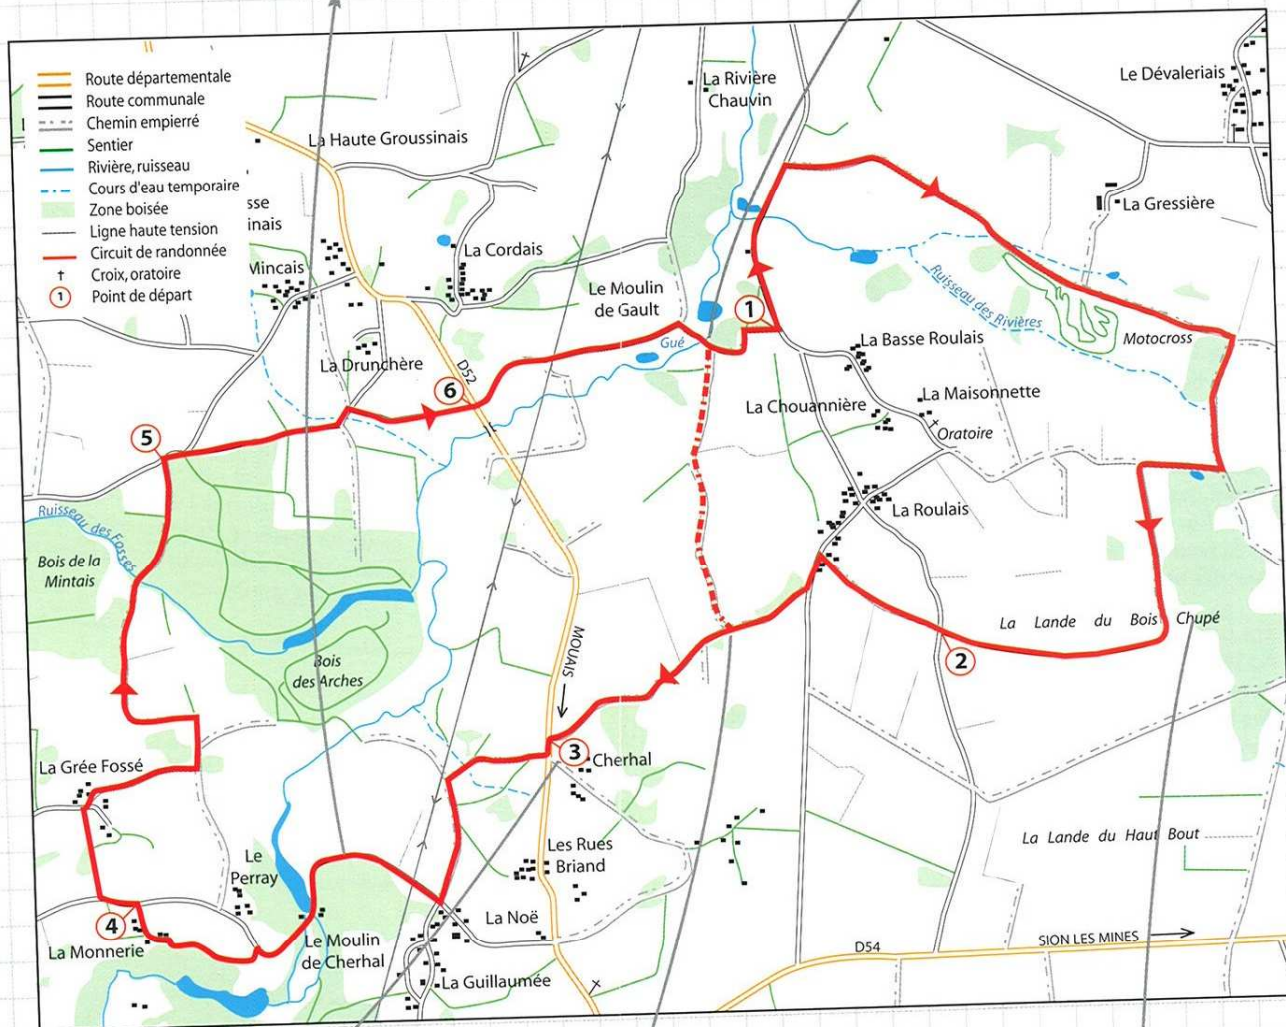 Route départementale
Route communale
Chemin empierré
Sentier
Rivière, ruisseau
Cours d'eau temporaire
Zone boisée
Ligne haute tension
Circuit de randonnée
Croix, oratoire
1 Point de départ
La Haute Groussinais
La Rivière
Chauvin
Le Dévaleriais
La Gressière
sse
inais
Mincais
La Cordais
Le Moulin
de Gault
1
Gué
Ruisseau des Rivières
Motocross
La Drunchère
D52
6
La Basse Roulais
La Maisonnette
La Chouannière
Oratoire
5
La Roulais
Ruisseau des Fosses
Bois de la
Mintais
Bois
des Arches
MOUAIS
La Lande du Bois Chupé
2
3
Cherhal
La Grée Fossé
Les Rues
Briand
La Lande du Haut Bout
Le
Perray
4
La Monnerie
Le Moulin
de Cherhal
La Noë
La Guillaumée
D54
SION LES MINES